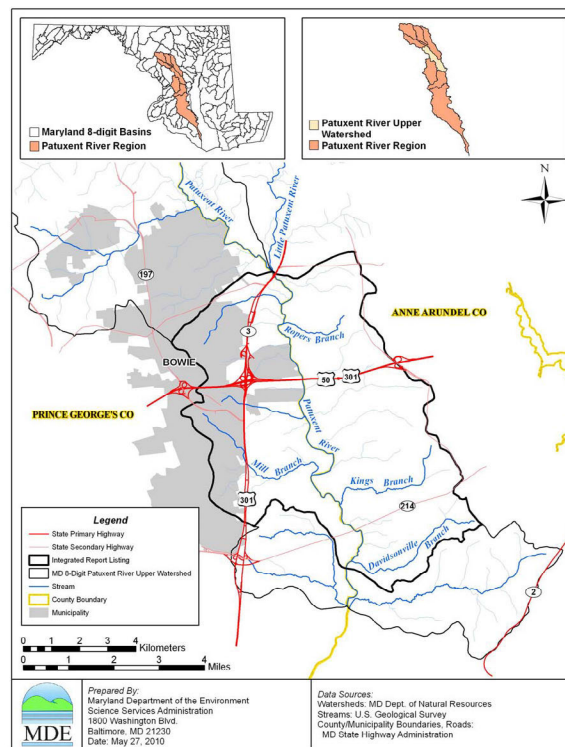 Maryland 8-digit Basins
Patuxent River Region
Patuxent River Upper
Watershed
Patuxent River Region
N
Patuxent River
Little Patuxent River
197
ANNE ARUNDEL CO
3
Ropers Branch
BOWIE
50
301
PRINCE GEORGE'S CO
Patuxent River
Mill Branch
Kings Branch
301
214
Davidsonville Branch
2
Legend
State Primary Highway
State Secondary Highway
Integrated Report Listing
MD 8-Digit Patuxent River Upper Watershed
Stream
County Boundary
Municipality
0 1 2 3 4
Kilometers
0 1 2 3 4
Miles
MDE
Prepared By:
Maryland Department of the Environment
Science Services Administration
1800 Washington Blvd.
Baltimore, MD 21230
Date: May 27, 2010
Data Sources:
Watersheds: MD Dept. of Natural Resources
Streams: U.S. Geological Survey
County/Municipality Boundaries, Roads:
MD State Highway Administration